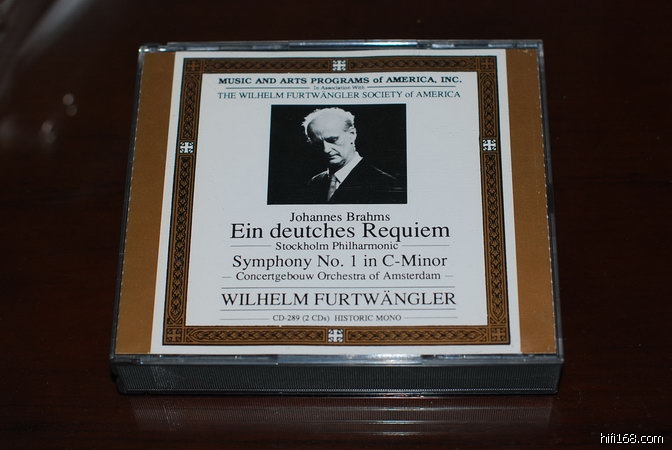 MUSIC AND ARTS PROGRAMS of AMERICA, INC.
In Association With
THE WILHELM FURTWÄNGLER SOCIETY of AMERICA
Johannes Brahms
Ein deutches Requiem
Stockholm Philharmonic
Symphony No. 1 in C-Minor
Concertgebouw Orchestra of Amsterdam
WILHELM FURTWÄNGLER
CD-289 (2 CDs) HISTORIC MONO
hifi168.com